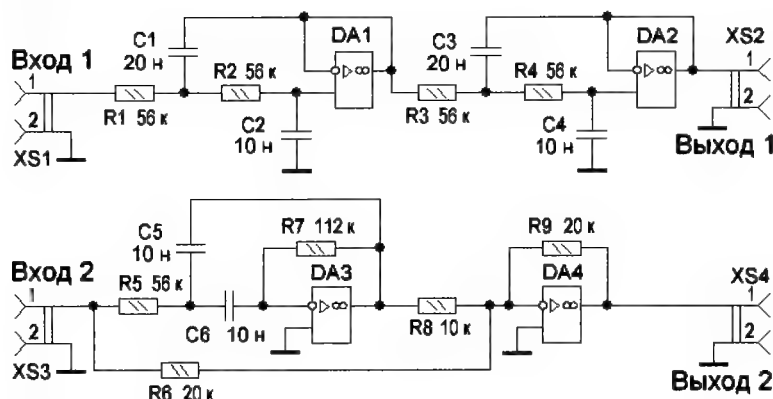 C1
20 н
DA1
C3
20 н
DA2
XS2
Вход 1
1
2
XS1
R1 56 к
R2 56 к
C2
10 н
R3 56 к
R4 56 к
C4
10 н
1
2
Выход 1
C5
10 н
R7 112 к
DA3
R9 20 к
DA4
Вход 2
1
2
XS3
R5 56 к
C6 10 н
R8 10 к
R6 20 к
XS4
1
2
Выход 2